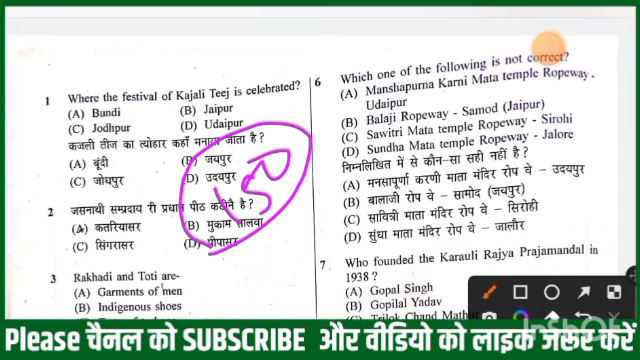 1 Where the festival of Kajali Teej is celebrated?
(A) Bundi (B) Jaipur
(C) Jodhpur (D) Udaipur
कजली तीज का त्योहार कहाँ मनाया जाता है?
(A) बूंदी (B) जयपुर
(C) जोधपुर (D) उदयपुर
2 जसनाथी सम्प्रदाय री प्रधान पीठ कठीनै है?
(A) कतरियासर (B) मुकाम तालवा
(C) सिंगरासर (D) पीपासर
3 Rakhadi and Toti are-
(A) Garments of men
(B) Indigenous shoes
150
6 Which one of the following is not correct?
(A) Manshapurna Karni Mata temple Ropeway-
Udaipur
(B) Balaji Ropeway - Samod (Jaipur)
(C) Sawitri Mata temple Ropeway - Sirohi
(D) Sundha Mata temple Ropeway - Jalore
निम्नलिखित में से कौन-सा सही नहीं है?
(A) मनसापूर्णा करणी माता मंदिर रोप वे - उदयपुर
(B) बालाजी रोप वे - सामोद (जयपुर)
(C) सावित्री माता मंदिर रोप वे - सिरोही
(D) सुंधा माता मंदिर रोप वे - जालौर
7 Who founded the Karauli Rajya Prajamandal in
1938 ?
(A) Gopal Singh
(B) Gopilal Yadav
(C) Trilok Chand Mathur
Please चैनल को SUBSCRIBE और वीडियो को लाइक जरूर करें